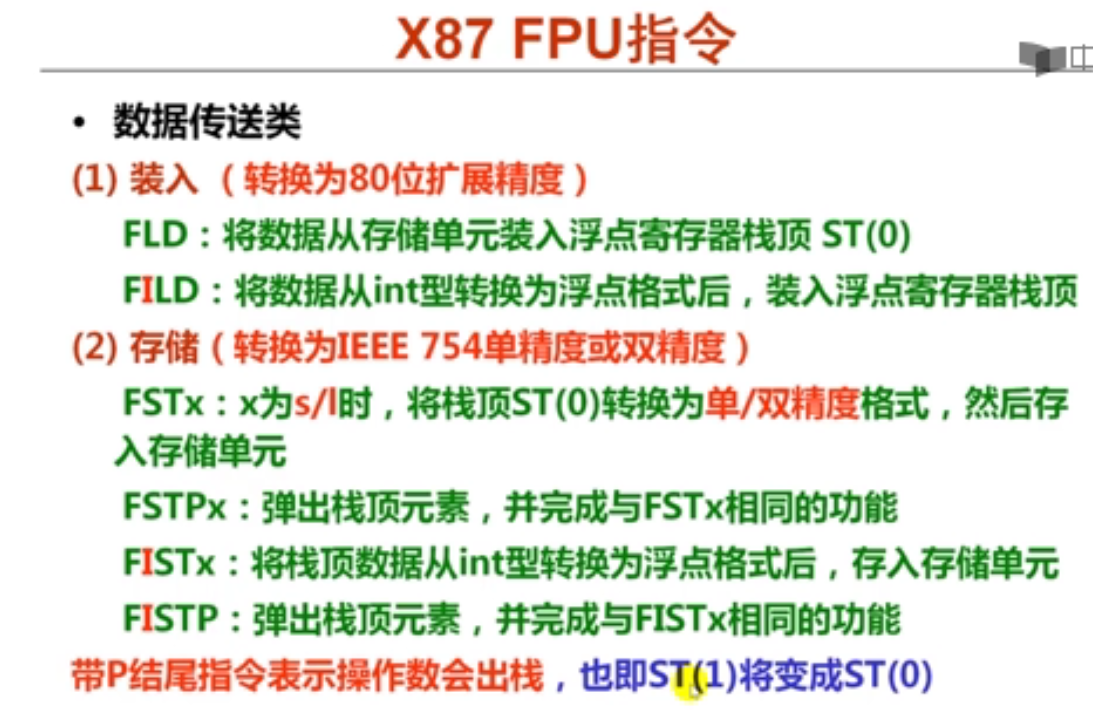 X87 FPU指令
中
• 数据传送类
(1) 装入 （转换为80位扩展精度）
FLD：将数据从存储单元装入浮点寄存器栈顶 ST(0)
FILD：将数据从int型转换为浮点格式后，装入浮点寄存器栈顶
(2) 存储（转换为IEEE 754单精度或双精度）
FSTx：x为s/l时，将栈顶ST(0)转换为单/双精度格式，然后存
入存储单元
FSTPx：弹出栈顶元素，并完成与FSTx相同的功能
FISTx：将栈顶数据从int型转换为浮点格式后，存入存储单元
FISTP：弹出栈顶元素，并完成与FISTx相同的功能
带P结尾指令表示操作数会出栈，也即ST(1)将变成ST(0)